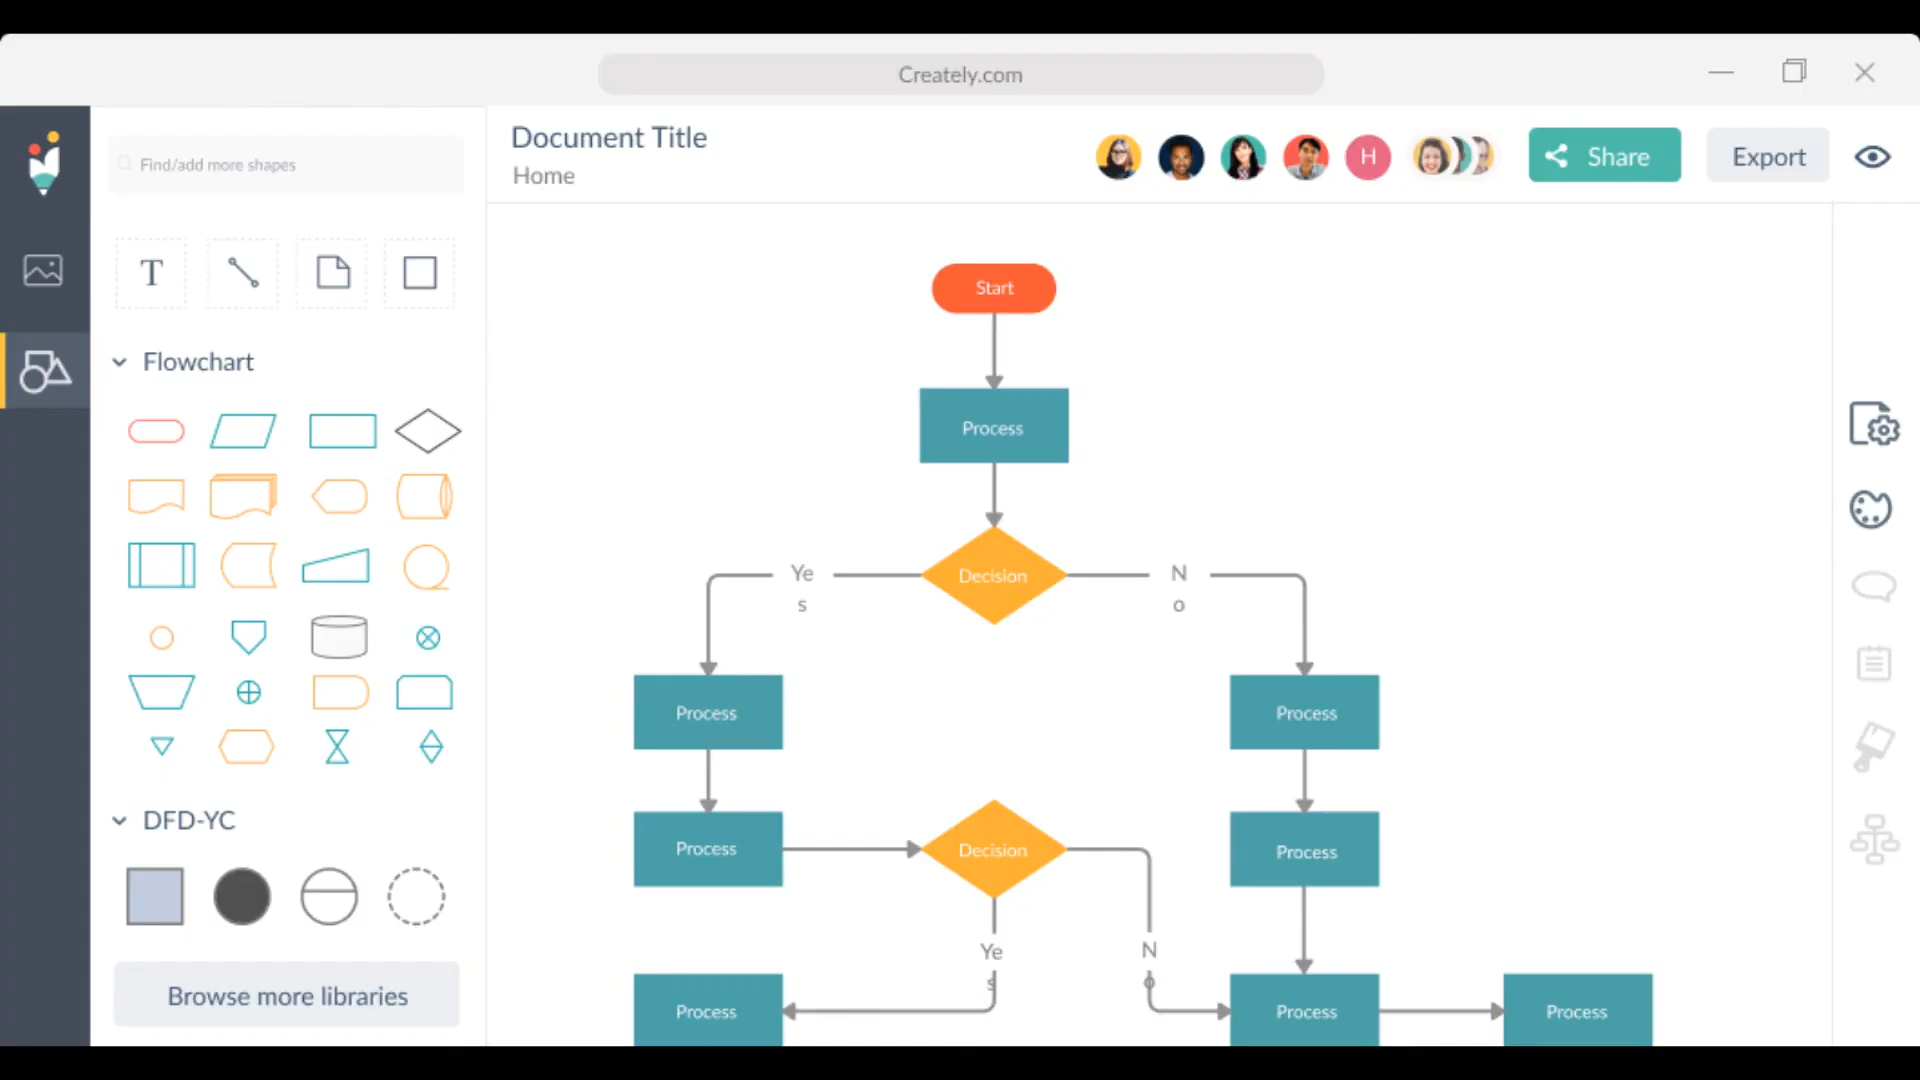 Creately.com
Find/add more shapes
T
Flowchart
DFD-YC
Browse more libraries
Document Title
Home
H
Share
Export
Start
Process
Decision
Ye
s
N
o
Process
Process
Process
Decision
Process
Ye
s
N
o
Process
Process
Process